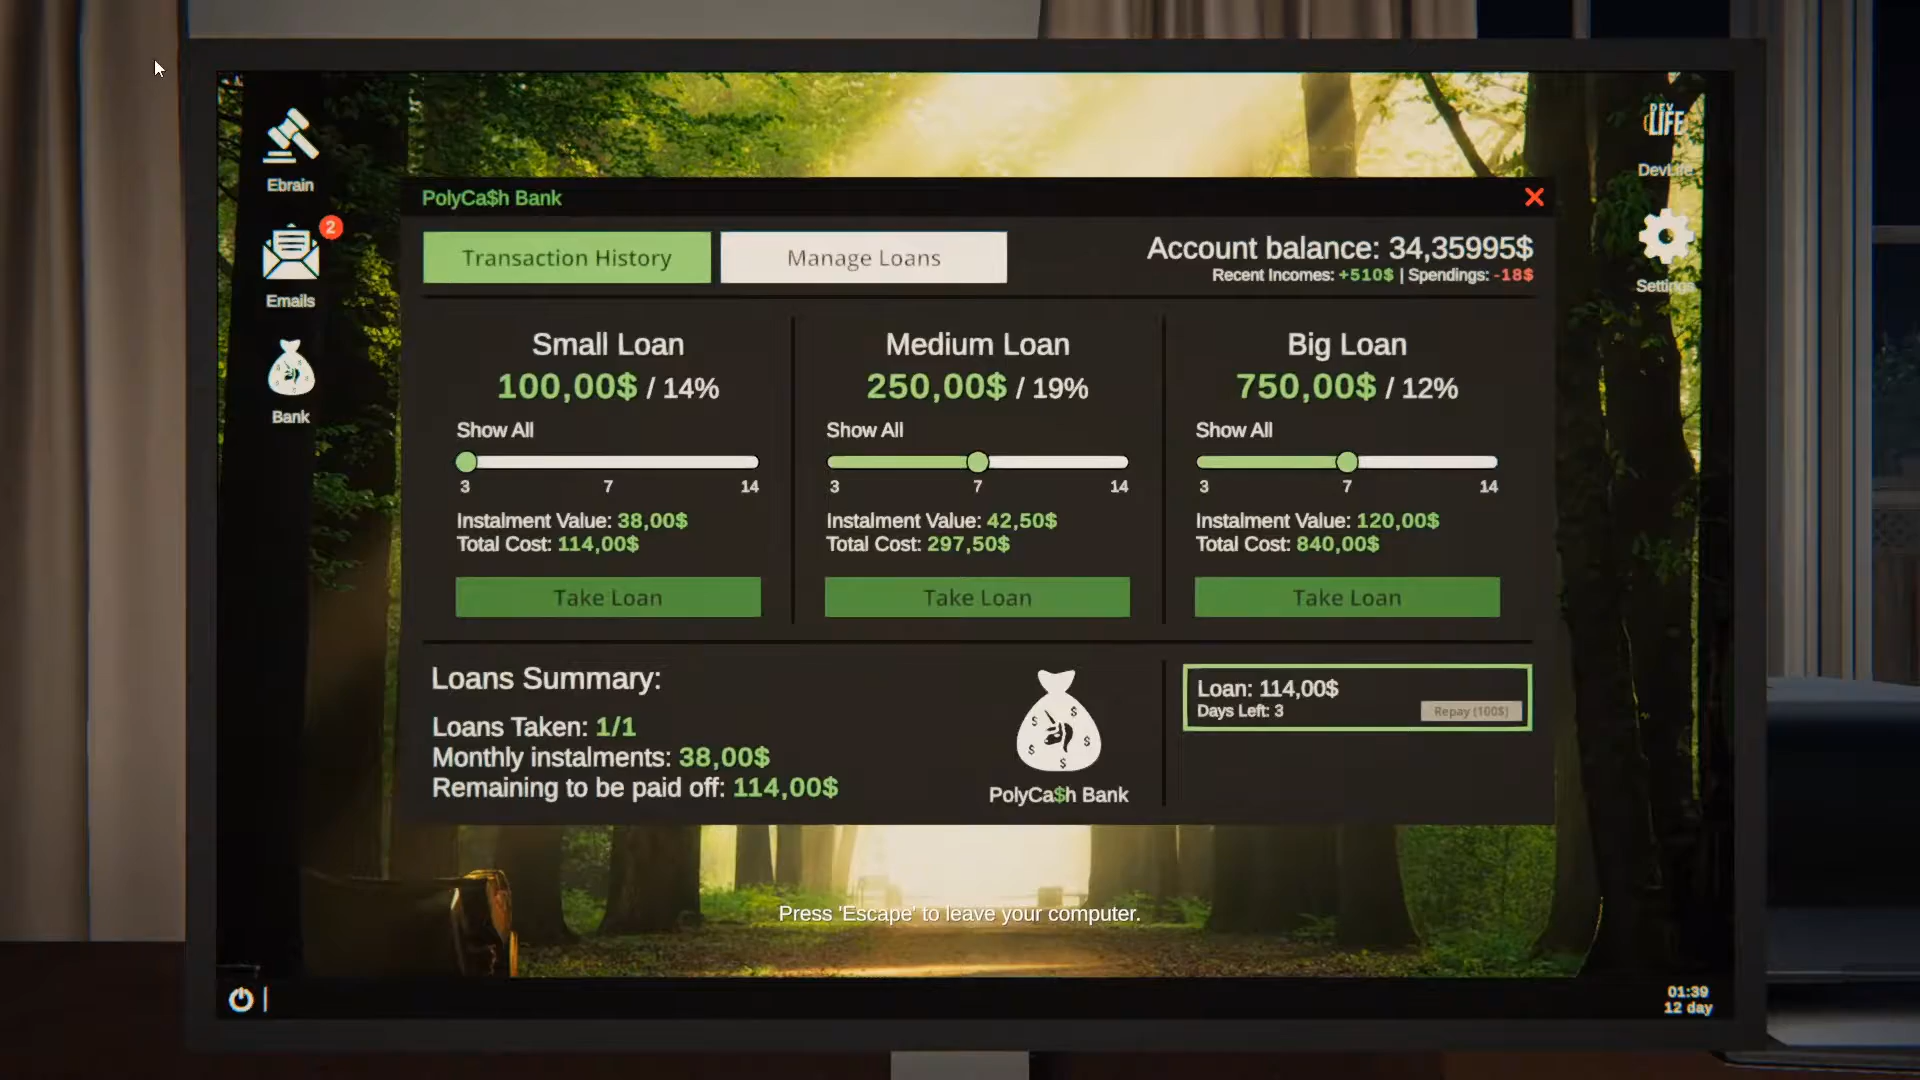 DEV
LIFE
Ebrain
DevLife
2
Emails
Settings
Bank
PolyCa$h Bank
Transaction History
Manage Loans
Account balance: 34,35995$
Recent Incomes: +510$ | Spendings: -18$
Small Loan
100,00$ / 14%
Show All
3 7 14
Instalment Value: 38,00$
Total Cost: 114,00$
Take Loan
Medium Loan
250,00$ / 19%
Show All
3 7 14
Instalment Value: 42,50$
Total Cost: 297,50$
Take Loan
Big Loan
750,00$ / 12%
Show All
3 7 14
Instalment Value: 120,00$
Total Cost: 840,00$
Take Loan
Loans Summary:
Loans Taken: 1/1
Monthly instalments: 38,00$
Remaining to be paid off: 114,00$
PolyCa$h Bank
Loan: 114,00$
Days Left: 3
Repay (100$)
Press 'Escape' to leave your computer.
01:39
12 day